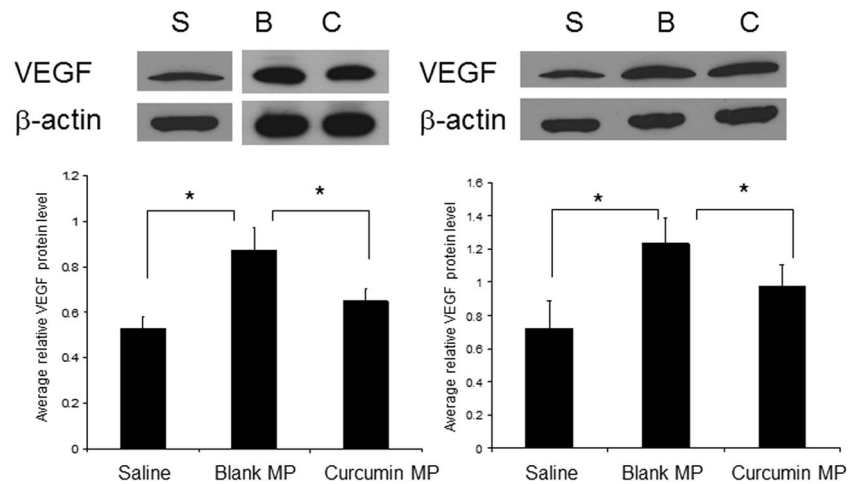 S B C
VEGF
β-actin
Average relative VEGF protein level
1.2
1
0.8
0.6
0.4
0.2
0
* *
Saline Blank MP Curcumin MP
S B C
VEGF
β-actin
Average relative VEGF protein level
1.6
1.4
1.2
1
0.8
0.6
0.4
0.2
0
* *
Saline Blank MP Curcumin MP